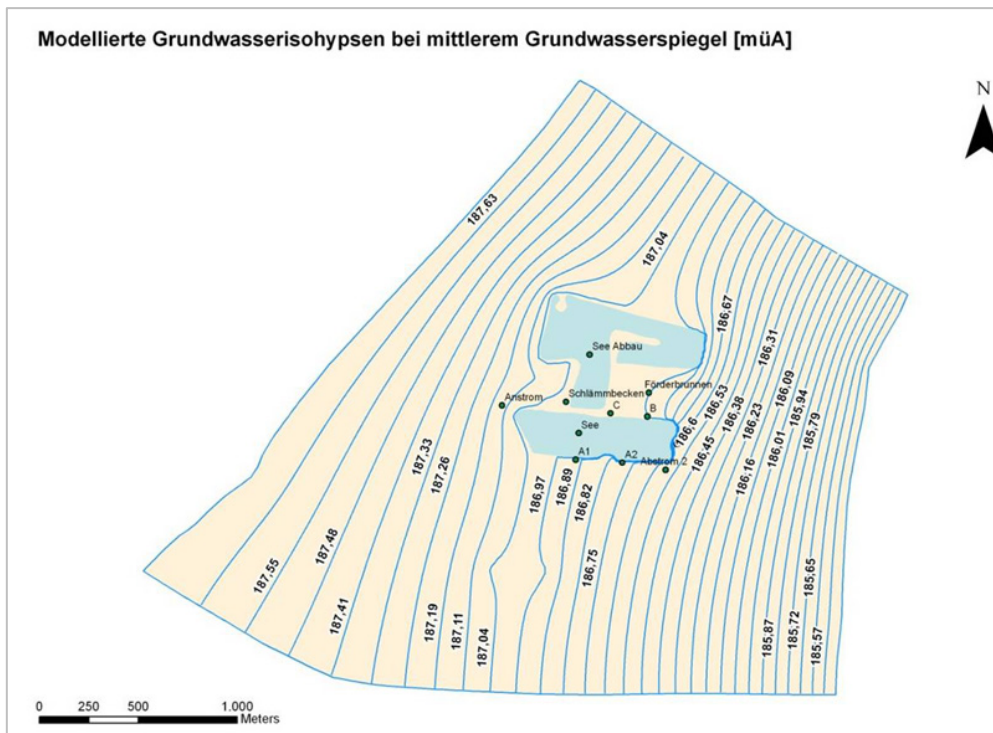 Modellierte Grundwasserisohypsen bei mittlerem Grundwasserspiegel [müA]
N
187,63
187,04
186,67
186,31
See Abbau
186,09
Förderbrunnen
186,53
185,94
Anstrom
Schlämmbecken
186,38
185,79
C
B
186,23
186,6
186,01
See
187,33
186,45
A1
A2
Abstrom 2
187,26
186,16
186,97
186,89
186,82
187,48
186,75
187,55
185,65
187,41
187,19
187,11
187,04
185,87
185,72
185,57
0 250 500 1.000
Meters